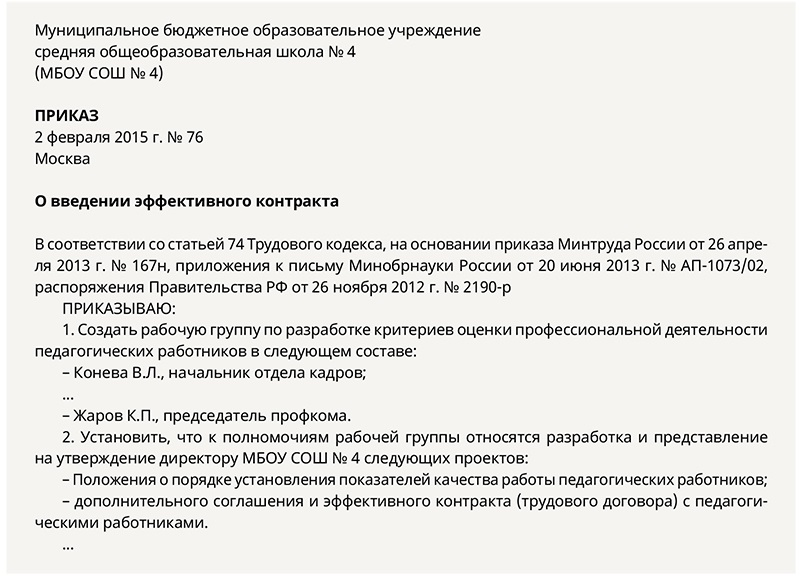 Муниципальное бюджетное образовательное учреждение
средняя общеобразовательная школа № 4
(МБОУ СОШ № 4)
ПРИКАЗ
2 февраля 2015 г. № 76
Москва
О введении эффективного контракта
В соответствии со статьей 74 Трудового кодекса, на основании приказа Минтруда России от 26 апре-
ля 2013 г. № 167н, приложения к письму Минобрнауки России от 20 июня 2013 г. № АП-1073/02,
распоряжения Правительства РФ от 26 ноября 2012 г. № 2190-р
ПРИКАЗЫВАЮ:
1. Создать рабочую группу по разработке критериев оценки профессиональной деятельности
педагогических работников в следующем составе:
– Конева В.Л., начальник отдела кадров;
...
– Жаров К.П., председатель профкома.
2. Установить, что к полномочиям рабочей группы относятся разработка и представление
на утверждение директору МБОУ СОШ № 4 следующих проектов:
– Положения о порядке установления показателей качества работы педагогических работников;
– дополнительного соглашения и эффективного контракта (трудового договора) с педагоги-
ческими работниками.
...